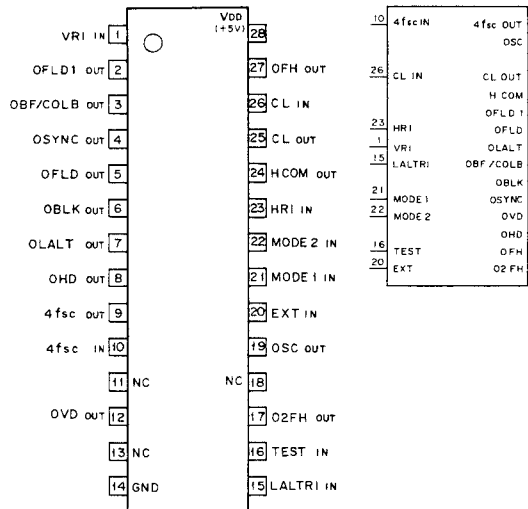 VDD
(+5V)
VRI IN 1
28
OFLD1 OUT 2
27 OFH OUT
OBF/COLB OUT 3
26 CL IN
OSYNC OUT 4
25 CL OUT
OFLD OUT 5
24 HCOM OUT
OBLK OUT 6
23 HRI IN
OLALT OUT 7
22 MODE2 IN
OHD OUT 8
21 MODE1 IN
4fsc OUT 9
20 EXT IN
4fsc IN 10
19 OSC OUT
11 NC
NC 18
OVD OUT 12
17 O2FH OUT
13 NC
16 TEST IN
14 GND
15 LALTRI IN
10 4fsc IN 4fsc OUT
OSC
26 CL IN CL OUT
H COM
OFLD 1
23 HRI OFLD
1 VRI OLALT
15 LALTRI OBF/COLB
OBLK
21 MODE 1 OSYNC
22 MODE 2 OVD
OHD
16 TEST OFH
20 EXT O2FH